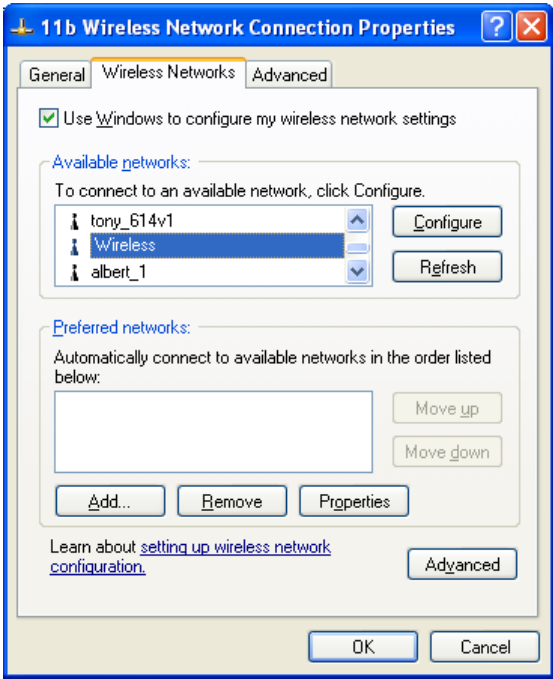 11b Wireless Network Connection Properties
General Wireless Networks Advanced
Use Windows to configure my wireless network settings
Available networks:
To connect to an available network, click Configure.
tony_614v1
Wireless
albert_1
Configure
Refresh
Preferred networks:
Automatically connect to available networks in the order listed
below:
Move up
Move down
Add... Remove Properties
Learn about setting up wireless network
configuration.
Advanced
OK Cancel